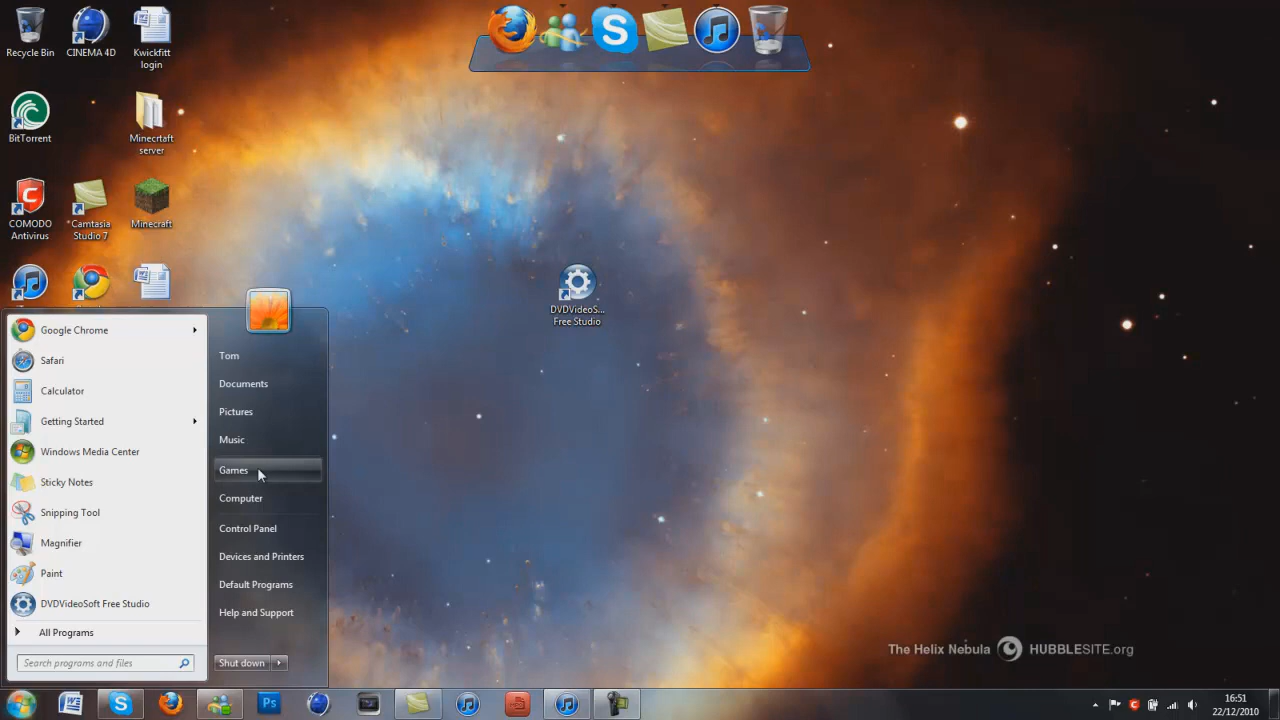 Recycle Bin
CINEMA 4D
Kwickfitt
login
BitTorrent
Minecrtaft
server
COMODO
Antivirus
*Camtasia
Studio 7
Minecraft
DVDVideoS...
Free Studio
Google Chrome
Safari
Calculator
Getting Started
Windows Media Center
Sticky Notes
Snipping Tool
Magnifier
Paint
DVDVideoSoft Free Studio
All Programs
Search programs and files
Tom
Documents
Pictures
Music
Games
Computer
Control Panel
Devices and Printers
Default Programs
Help and Support
Shut down
The Helix Nebula HUBBLESITE.org
16:51
22/12/2010